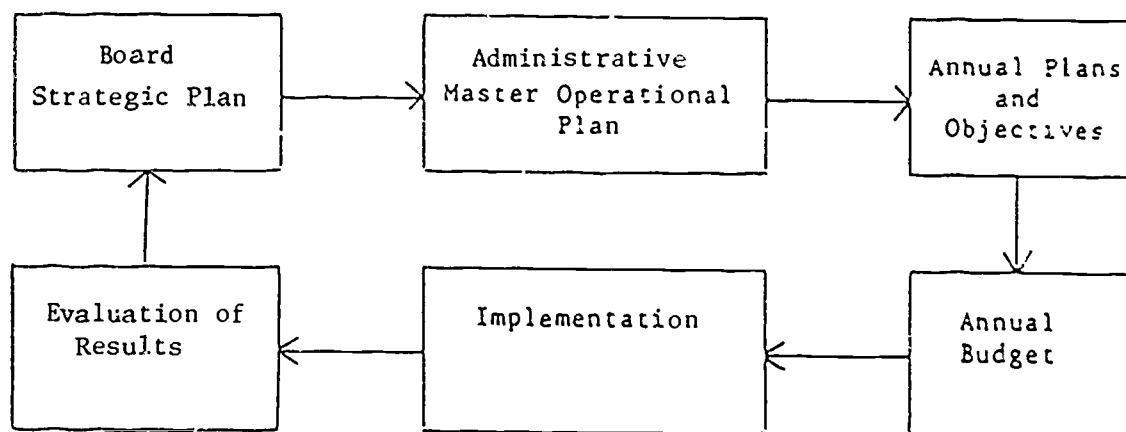 Board
Strategic Plan
Administrative
Master Operational
Plan
Annual Plans
and
Objectives
Evaluation of
Results
Implementation
Annual
Budget